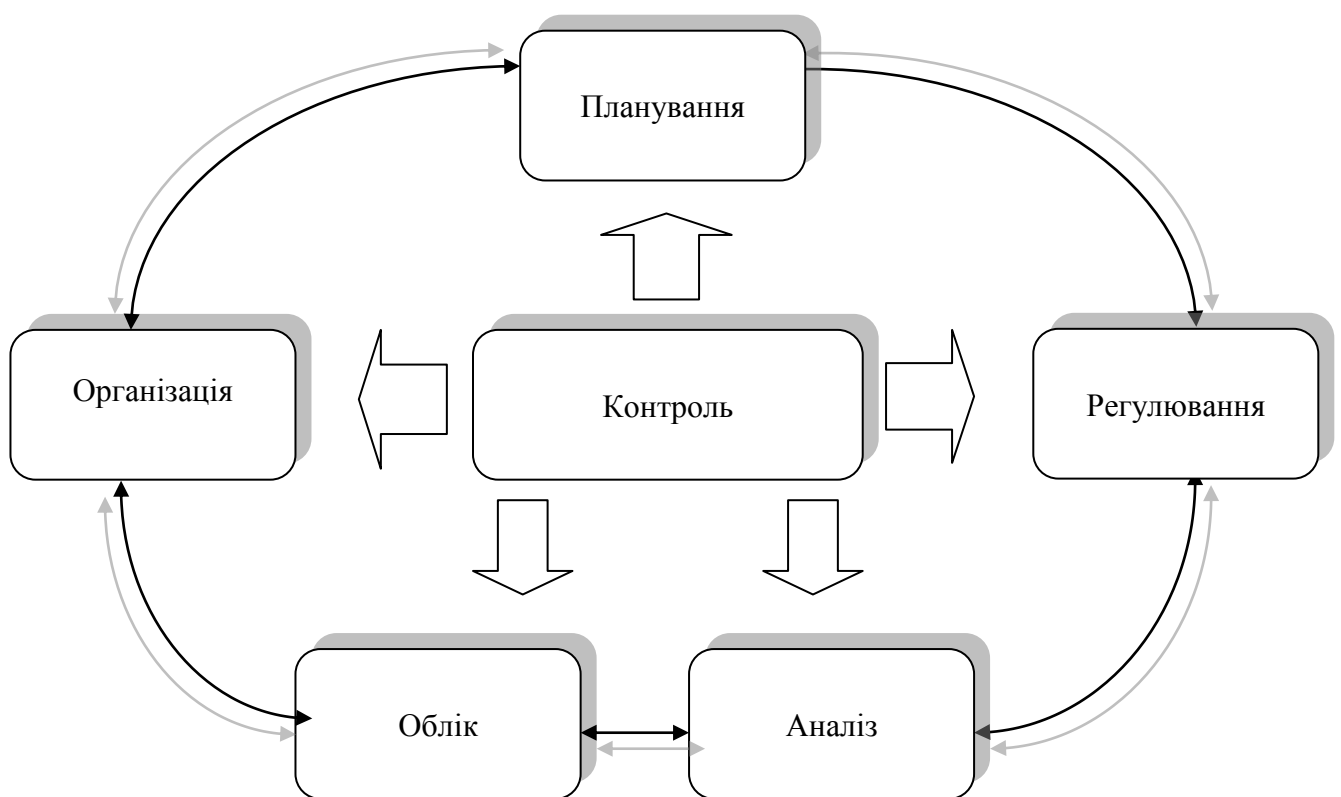 Планування
Організація
Контроль
Регулювання
Облік
Аналіз